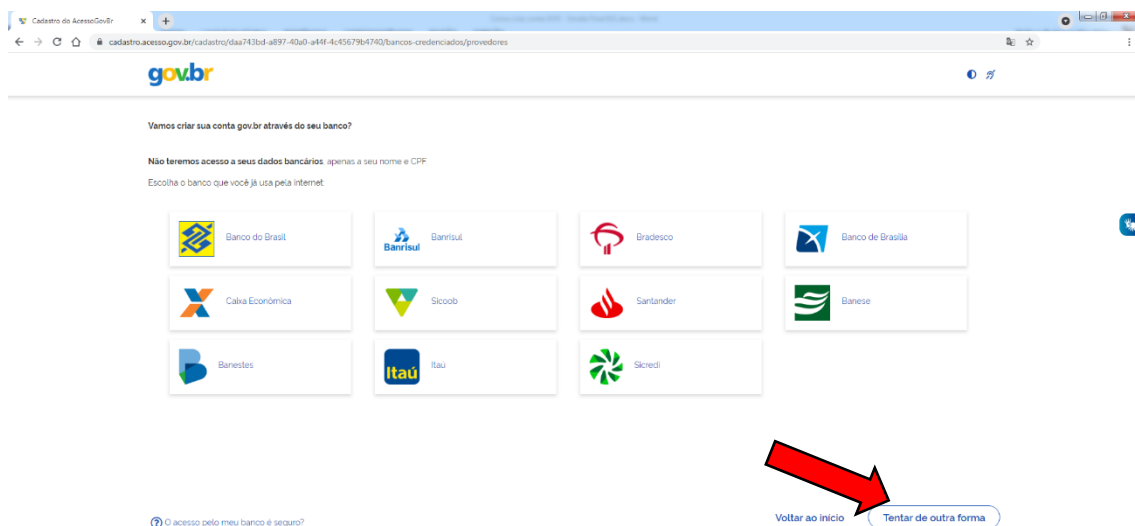 Cadastro do AcessoGovBr
cadastro.acesso.gov.br/cadastro/daa743bd-a897-40a0-a44f-4c45679b4740/bancos-credenciados/provedores
gov.br
Vamos criar sua conta gov.br através do seu banco?
Não teremos acesso a seus dados bancários, apenas a seu nome e CPF
Escolha o banco que você já usa pela internet
Banco do Brasil
Banrisul Banrisul
Bradesco
Banco de Brasília
Caixa Econômica
Sicoob
Santander
Banese
Banestes
Itaú Itaú
Sicredi
O acesso pelo meu banco é seguro?
Voltar ao início
Tentar de outra forma